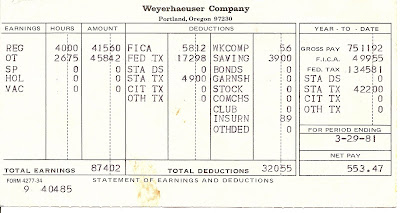 Weyerhaeuser Company
Portland, Oregon 97230
EARNINGS HOURS AMOUNT DEDUCTIONS YEAR - TO - DATE
REG 4000 41560 FICA 5812 WKCOMP 56 GROSS PAY 751192
OT 2675 45842 FED TX 17298 SAVING 3900 F.I.C.A. 49955
SP 0 0 STA DS 0 BONDS 0 FED. TAX 134581
HOL 0 0 STA TX 4900 GARNSH 0 STA DS 0
VAC 0 0 CIT TX 0 STOCK 0 STA TX 42200
OTH TX 0 COMCHS 0 CIT TX 0
CLUB 0 OTH TX 0
INSURN 89
OTHDED 0 FOR PERIOD ENDING
3-29-81
NET PAY
TOTAL EARNINGS 87402 TOTAL DEDUCTIONS 32055 553.47
FORM 4277-34 STATEMENT OF EARNINGS AND DEDUCTIONS
9 40485